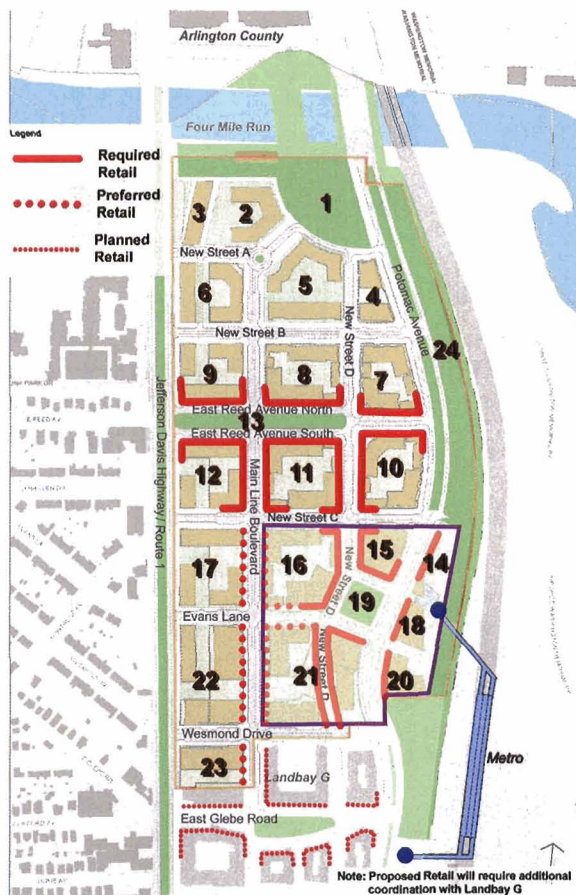 Arlington County
Four Mile Run
Legend
Required
Retail
Preferred
Retail
Planned
Retail
1
2
3
New Street A
4
5
6
New Street B
New Street D
Potomac Avenue
24
7
8
9
East Reed Avenue North
13
East Reed Avenue South
Jefferson Davis Highway / Route 1
Main Line Boulevard
10
11
12
New Street C
14
15
16
17
New Street D
19
18
Evans Lane
20
21
22
New Street D
Wesmond Drive
23
Landbay G
Metro
East Glebe Road
Note: Proposed Retail will require additional
coordination with Landbay G